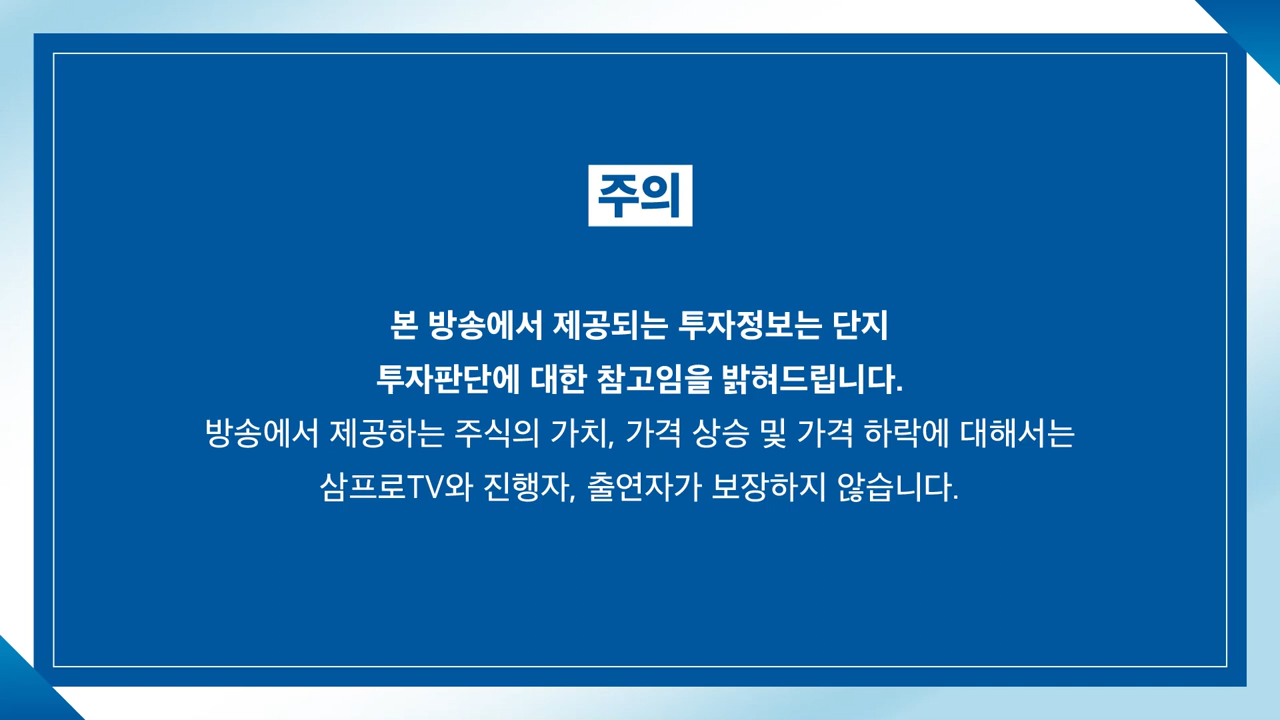 주의
본 방송에서 제공되는 투자정보는 단지
투자판단에 대한 참고임을 밝혀드립니다.
방송에서 제공하는 주식의 가치, 가격 상승 및 가격 하락에 대해서는
삼프로TV와 진행자, 출연자가 보장하지 않습니다.